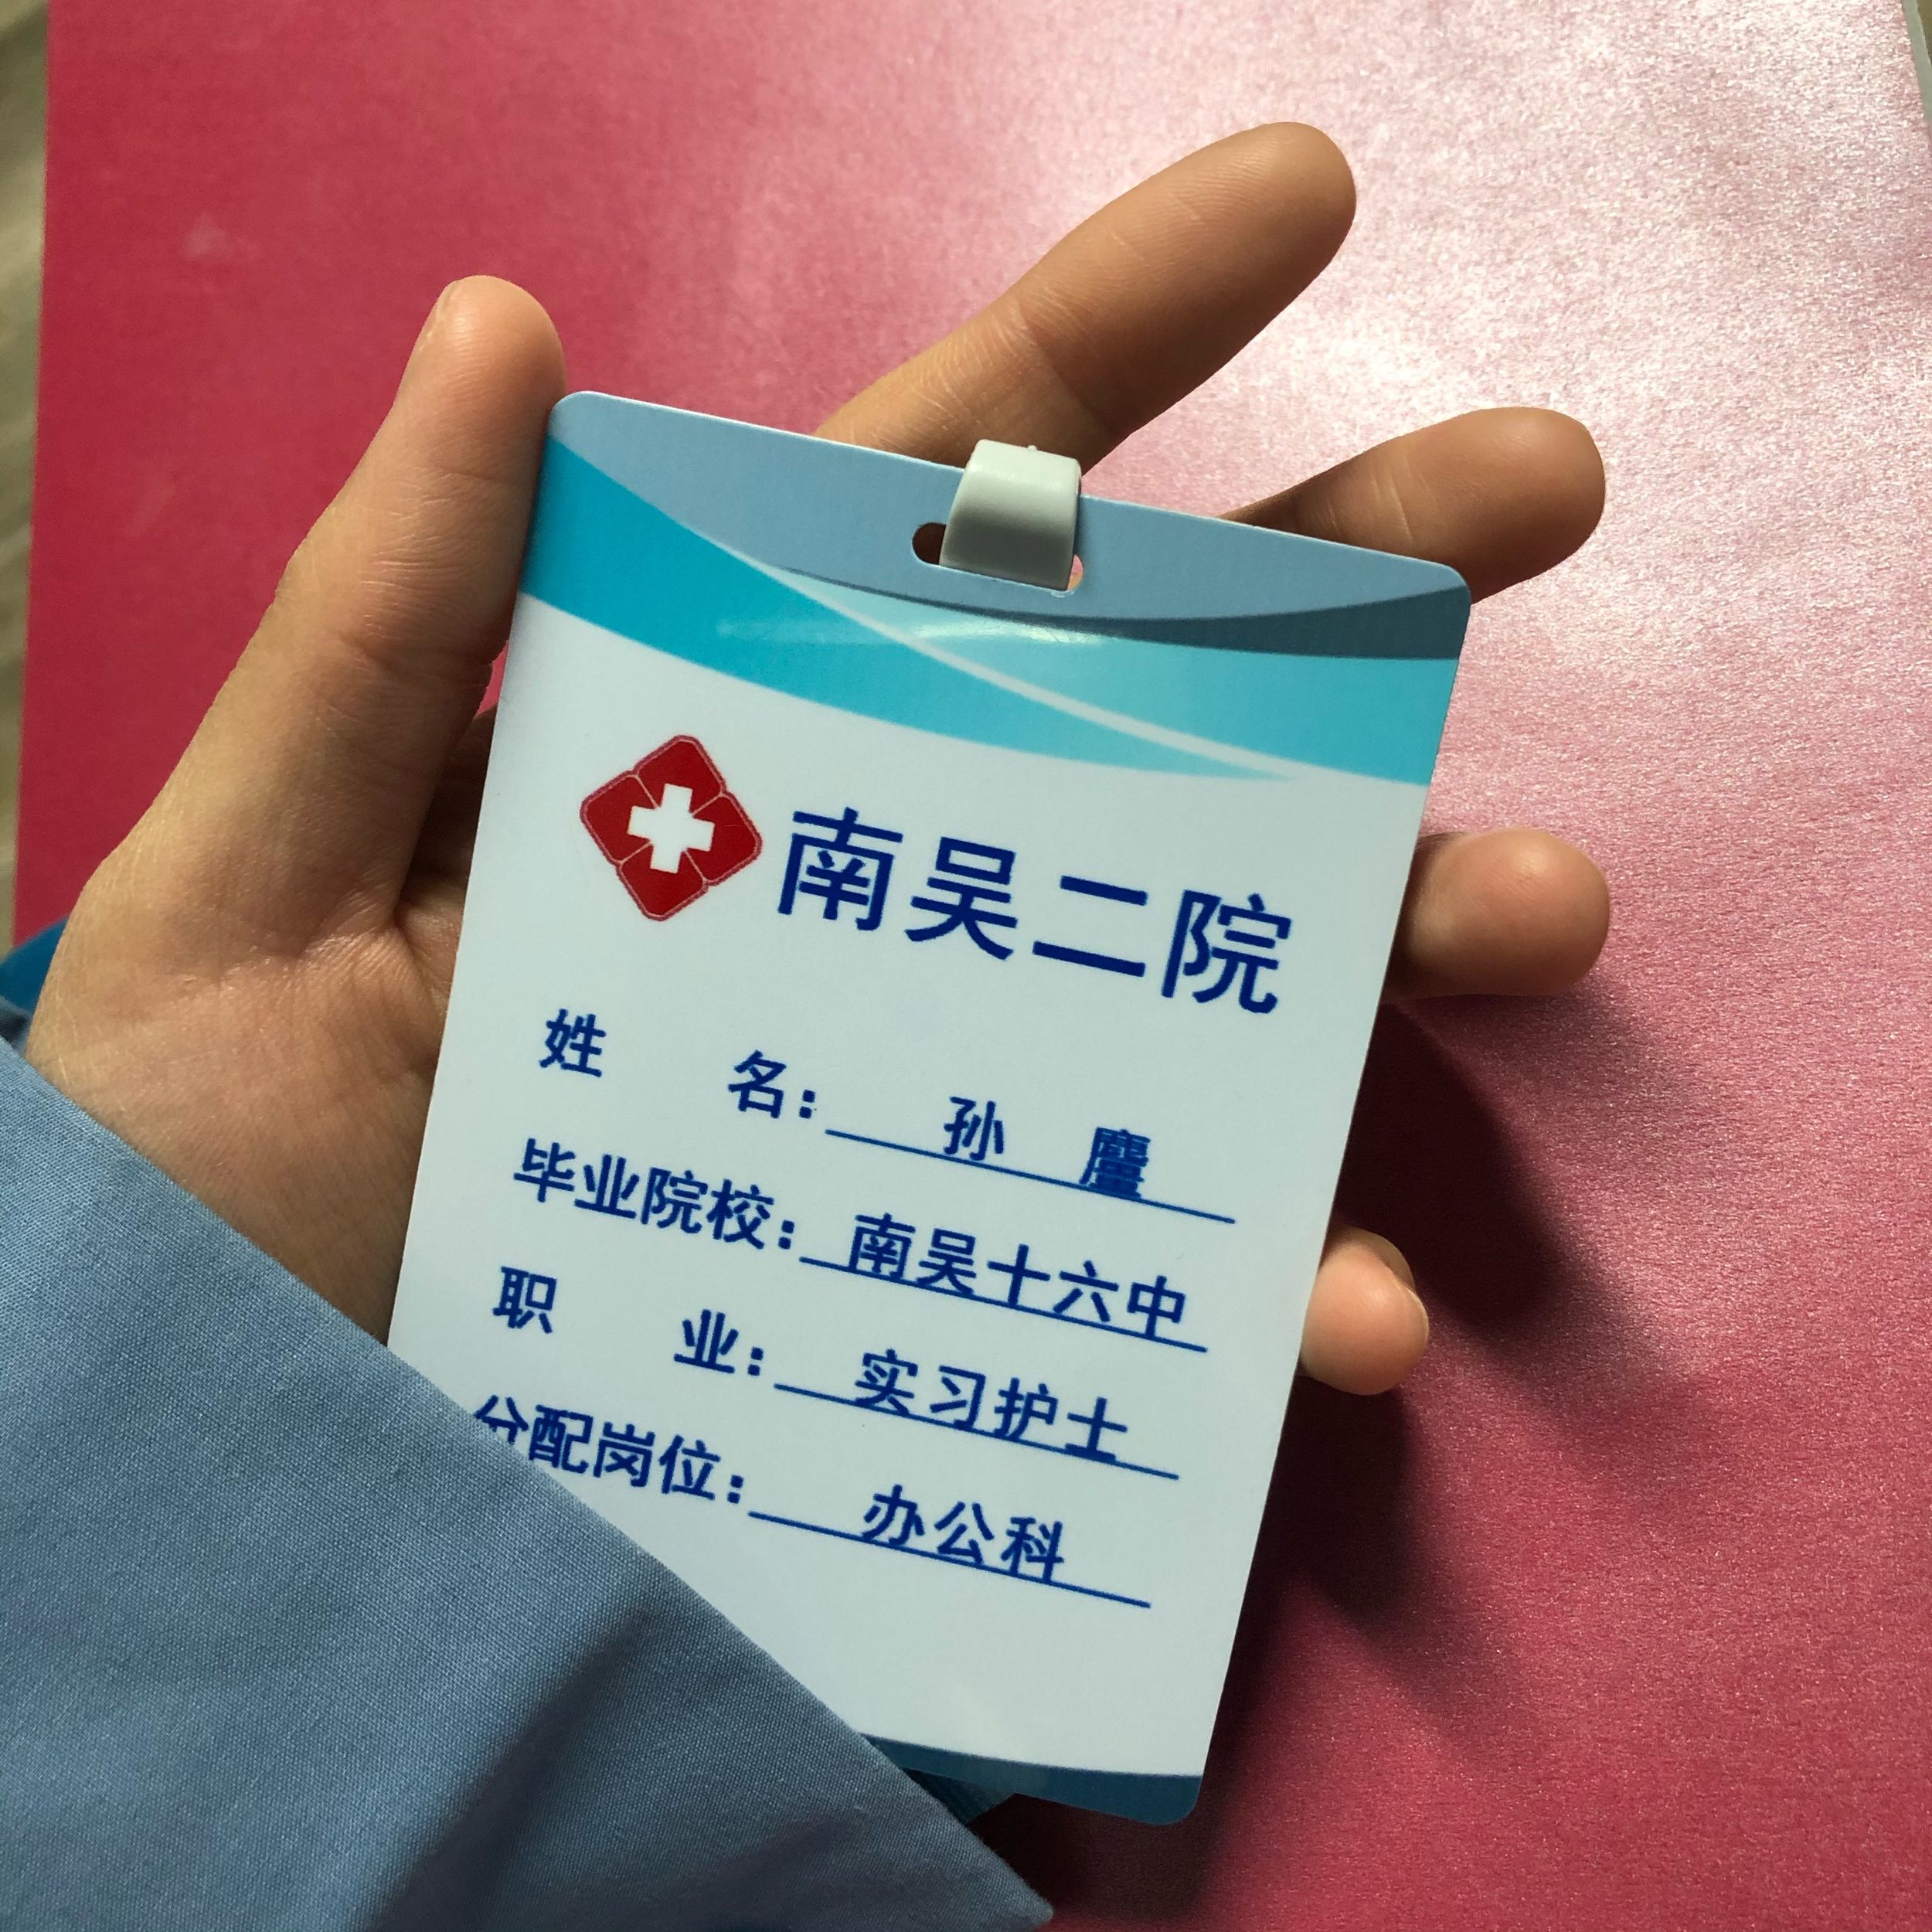 南吴二院
姓 名: 孙
毕业院校: 南吴十六中
职 业: 实习护士
分配岗位: 办公科